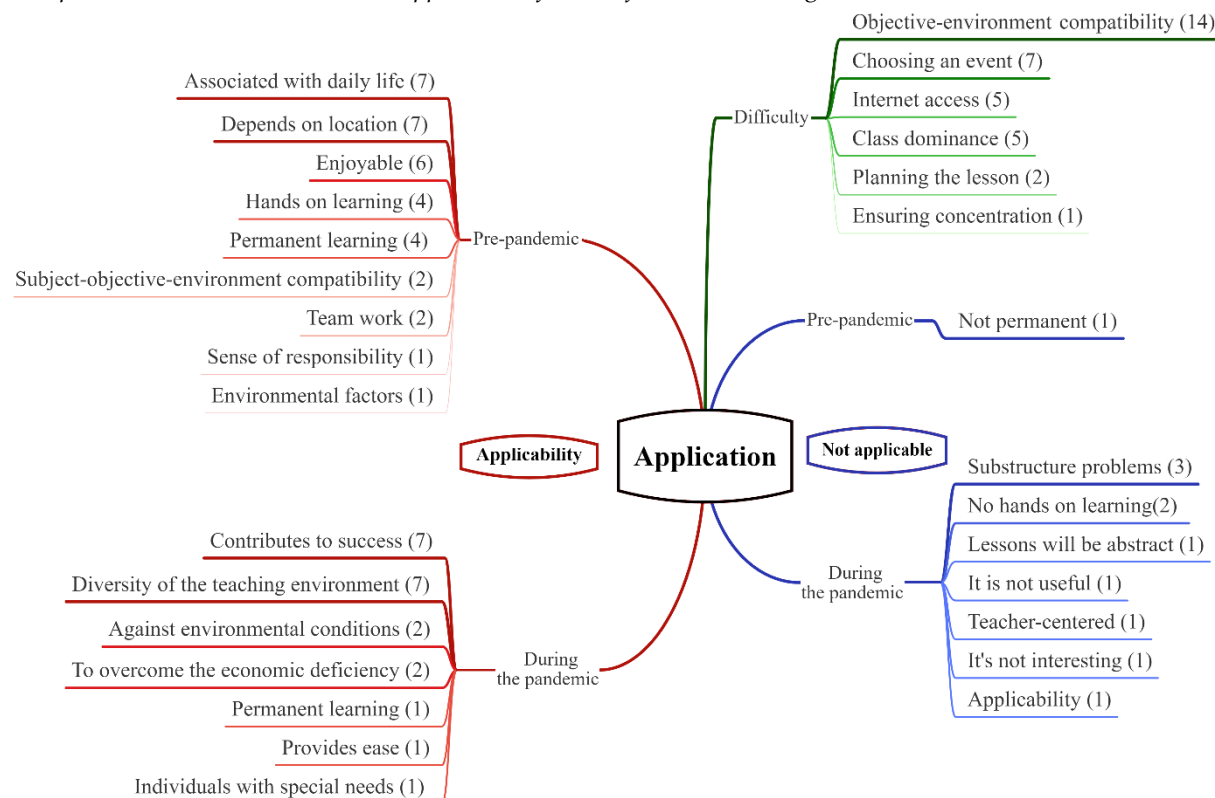 Objective-environment compatibility (14)
Choosing an event (7)
Internet access (5)
Difficulty
Class dominance (5)
Planning the lesson (2)
Ensuring concentration (1)
Associated with daily life (7)
Depends on location (7)
Enjoyable (6)
Hands on learning (4)
Permanent learning (4)
Pre-pandemic
Subject-objective-environment compatibility (2)
Team work (2)
Sense of responsibility (1)
Environmental factors (1)
Pre-pandemic
Not permanent (1)
Applicability
Application
Not applicable
Substructure problems (3)
No hands on learning(2)
Lessons will be abstract (1)
During
the pandemic
It is not useful (1)
Teacher-centered (1)
It's not interesting (1)
Applicability (1)
Contributes to success (7)
Diversity of the teaching environment (7)
Against environmental conditions (2)
To overcome the economic deficiency (2)
During
the pandemic
Permanent learning (1)
Provides ease (1)
Individuals with special needs (1)